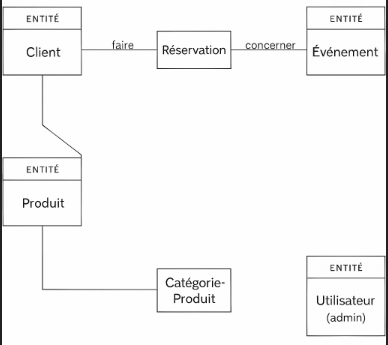 ENTITÉ
Client
faire
Réservation
concerner
ENTITÉ
Événement
ENTITÉ
Produit
Catégorie-
Produit
ENTITÉ
Utilisateur
(admin)